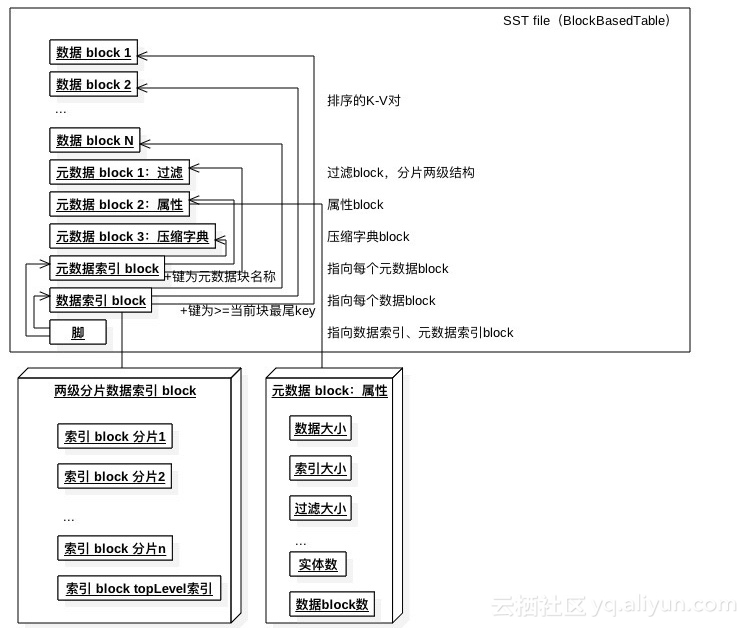 SST file（BlockBasedTable）
数据 block 1
数据 block 2
排序的K-V对
...
数据 block N
元数据 block 1：过滤
过滤block，分片两级结构
元数据 block 2：属性
属性block
元数据 block 3：压缩字典
压缩字典block
元数据索引 block
指向每个元数据block
+键为元数据块名称
数据索引 block
指向每个数据block
+键为>=当前块最尾key
脚
指向数据索引、元数据索引block
两级分片数据索引 block
索引 block 分片1
索引 block 分片2
...
索引 block 分片n
索引 block topLevel索引
元数据 block：属性
数据大小
索引大小
过滤大小
...
实体数
数据block数
云栖社区 yq.aliyun.com